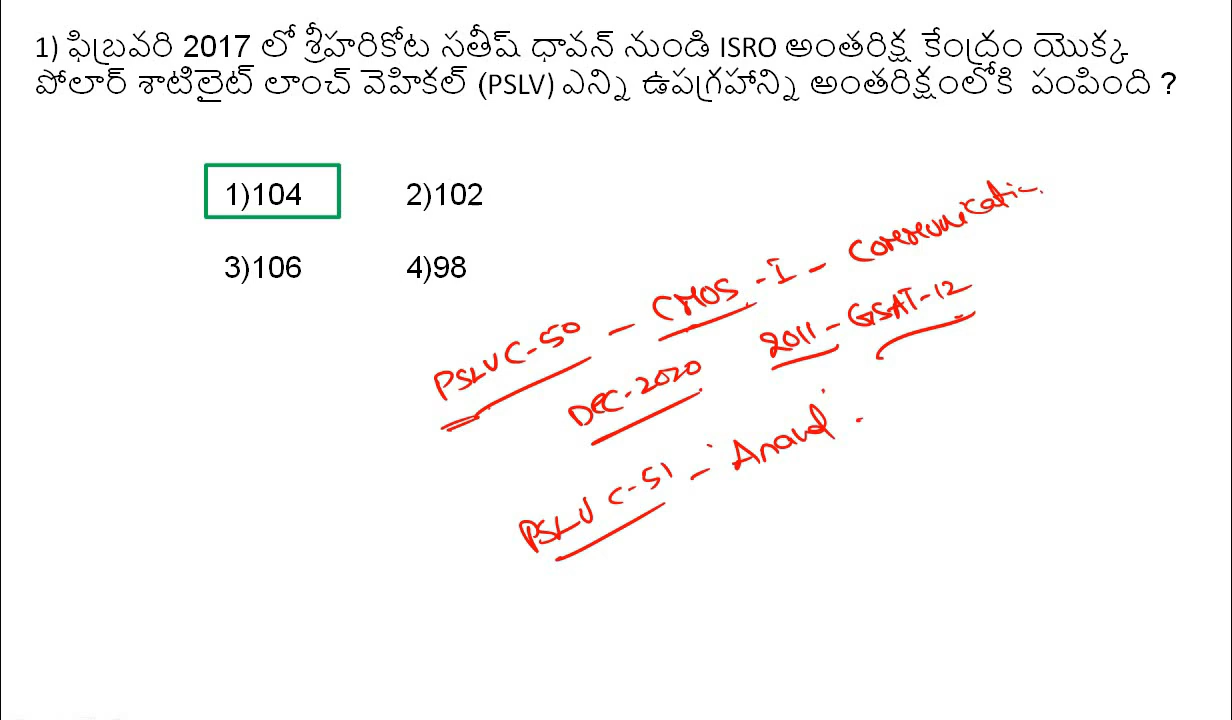 1) ఫిబ్రవరి 2017 లో శ్రీహరికోట సతీష్ ధావన్ నుండి ISRO అంతరిక్ష కేంద్రం యొక్క
పోలార్ శాటిలైట్ లాంచ్ వెహికల్ (PSLV) ఎన్ని ఉపగ్రహాన్ని అంతరిక్షంలోకి పంపింది ?
1)104 2)102
3)106 4)98
PSLV C-50 - CMOS - I - Communication
DEC-2020 2011 - GSAT-12
PSLV C-51 - Anand